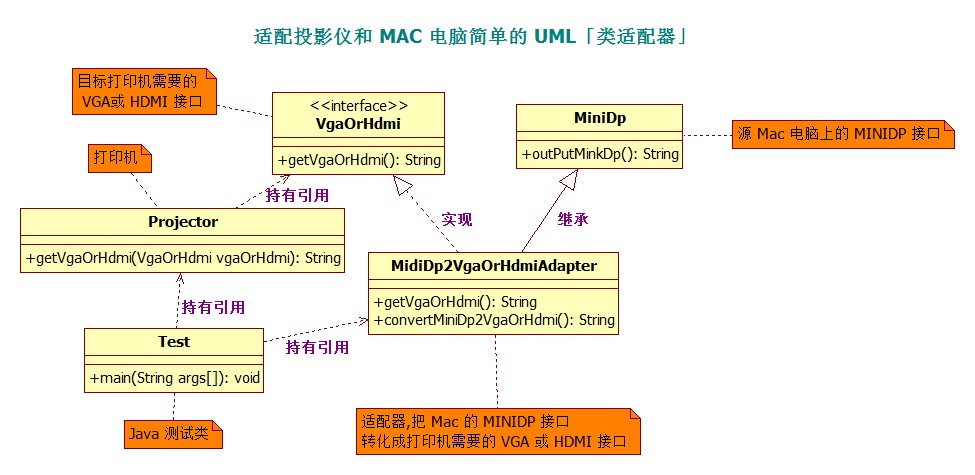 适配投影仪和 MAC 电脑简单的 UML「类适配器」
目标打印机需要的
VGA或 HDMI 接口
<<interface>>
VgaOrHdmi
+getVgaOrHdmi(): String
MiniDp
+outPutMinkDp(): String
源 Mac 电脑上的 MINIDP 接口
打印机
持有引用
Projector
+getVgaOrHdmi(VgaOrHdmi vgaOrHdmi): String
实现
继承
MidiDp2VgaOrHdmiAdapter
+getVgaOrHdmi(): String
+convertMiniDp2VgaOrHdmi(): String
持有引用
Test
+main(String args[]): void
持有引用
Java 测试类
适配器,把 Mac 的 MINIDP 接口
转化成打印机需要的 VGA 或 HDMI 接口